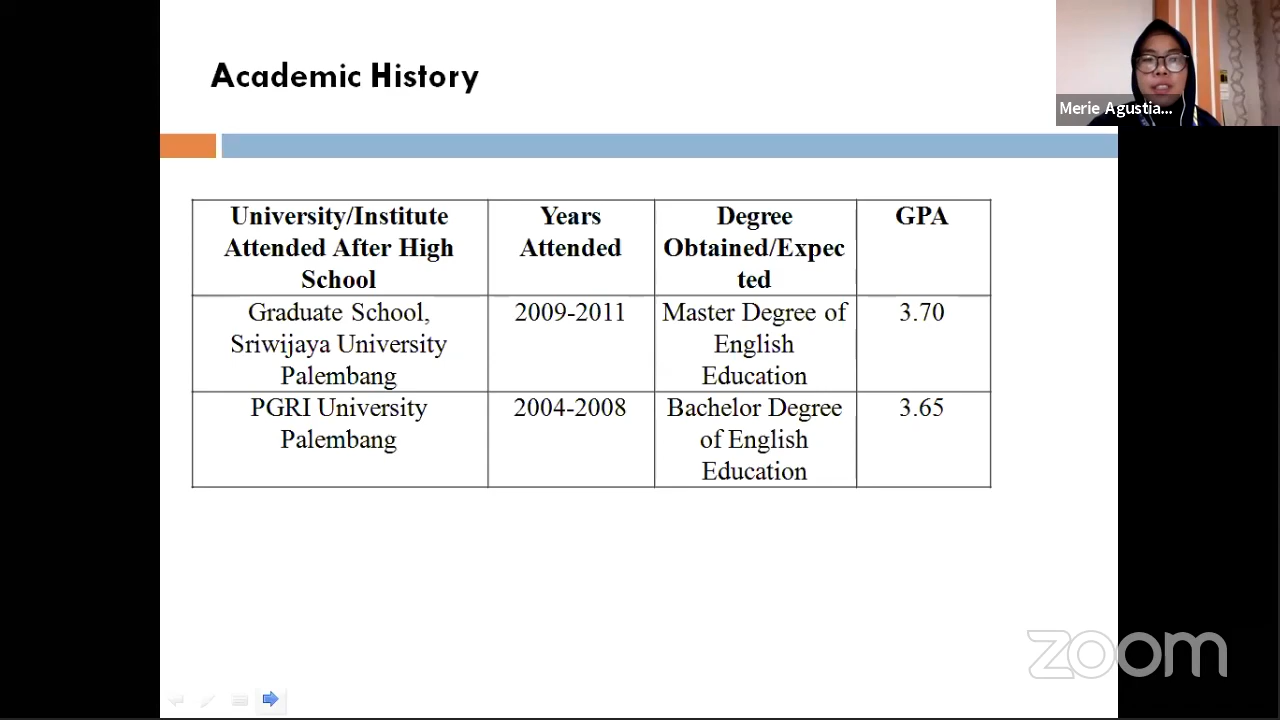 Academic History
Merie Agustia...
University/Institute
Attended After High
School
Years
Attended
Degree
Obtained/Expec
ted
GPA
Graduate School,
Sriwijaya University
Palembang
2009-2011
Master Degree of
English
Education
3.70
PGRI University
Palembang
2004-2008
Bachelor Degree
of English
Education
3.65
zoom